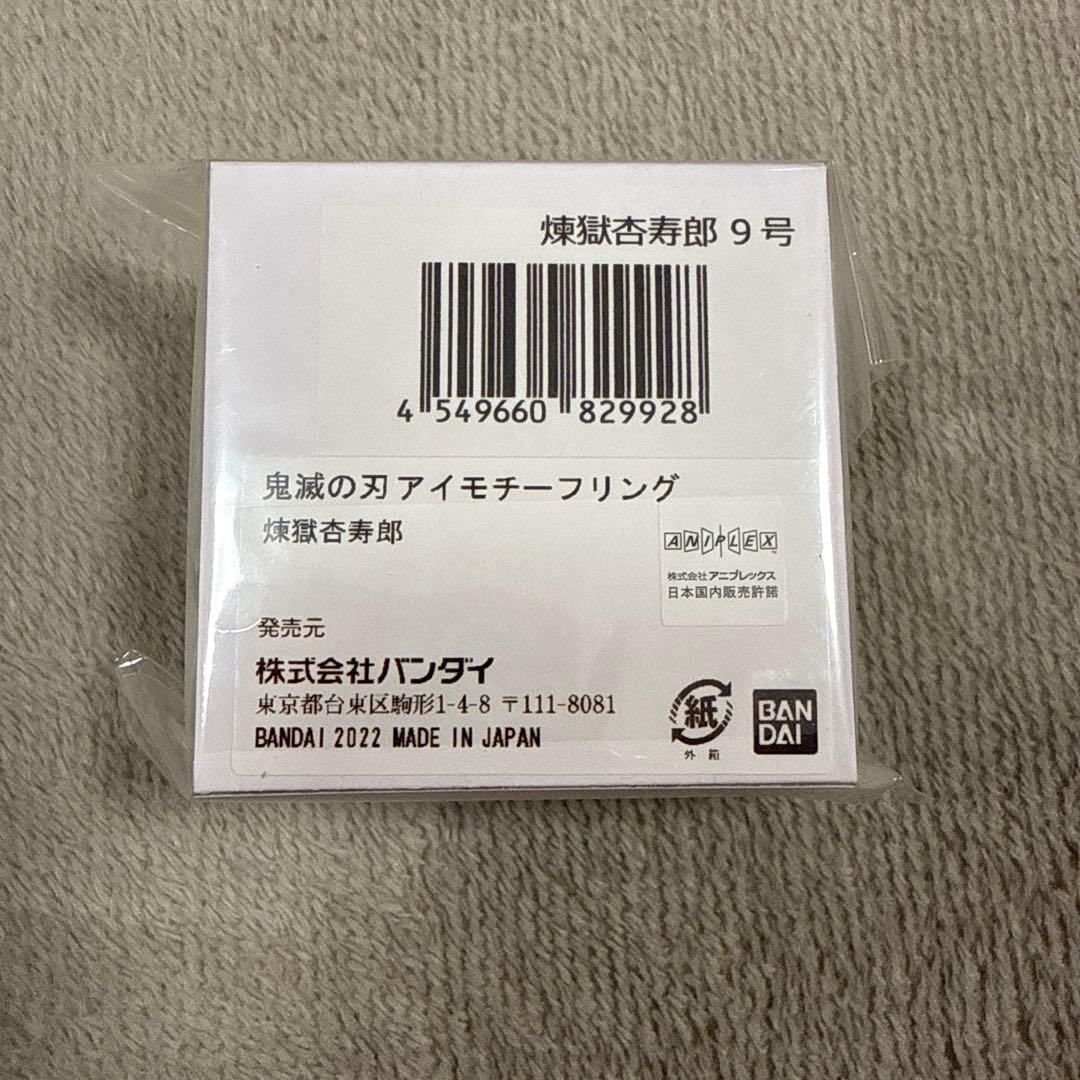 煉獄杏寿郎 9号
4 549660 829928
鬼滅の刃 アイモチーフリング
煉獄杏寿郎
ANIPLEX
株式会社アニプレックス
日本国内販売許諾
発売元
株式会社バンダイ
東京都台東区駒形1-4-8 〒111-8081
BANDAI 2022 MADE IN JAPAN
紙
外箱
BAN
DAI